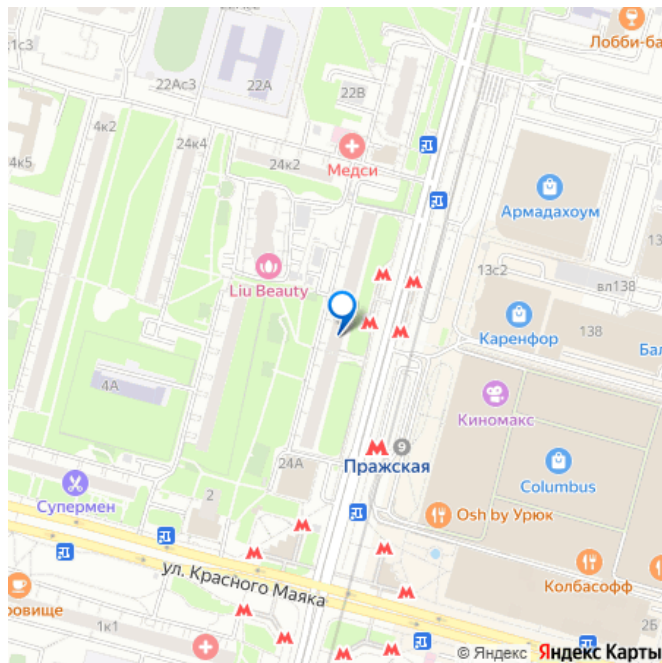 21с3
22Ас3
22А
22В
Лобби-ба
4к2
24к4
4к5
24к2
Медси
Армадахоум
13
Liu Beauty
13с2
вл138
Каренфор
138
Бал
4А
Киномакс
9
Пражская
24А
Columbus
Супермен
2
Osh by Урюк
Колбасофф
ул. Красного Маяка
ровище
1к1
2Б
© Яндекс Яндекс Карты